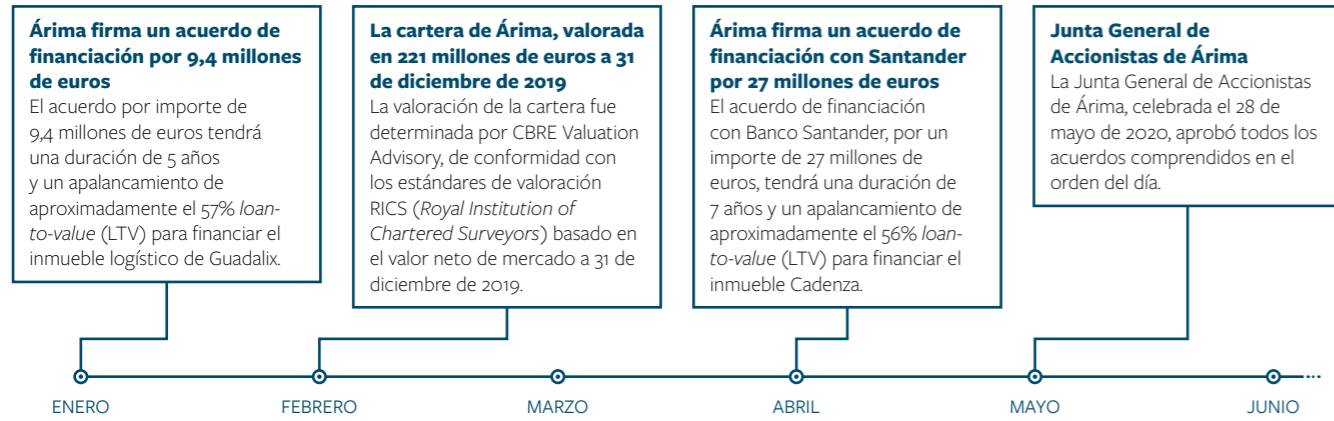 Árima firma un acuerdo de
financiación por 9,4 millones
de euros
El acuerdo por importe de
9,4 millones de euros tendrá
una duración de 5 años
y un apalancamiento de
aproximadamente el 57% loan-
to-value (LTV) para financiar el
inmueble logístico de Guadalix.
La cartera de Árima, valorada
en 221 millones de euros a 31
de diciembre de 2019
La valoración de la cartera fue
determinada por CBRE Valuation
Advisory, de conformidad con
los estándares de valoración
RICS (Royal Institution of
Chartered Surveyors) basado en
el valor neto de mercado a 31 de
diciembre de 2019.
Árima firma un acuerdo de
financiación con Santander
por 27 millones de euros
El acuerdo de financiación
con Banco Santander, por un
importe de 27 millones de
euros, tendrá una duración de
7 años y un apalancamiento de
aproximadamente el 56% loan-
to-value (LTV) para financiar el
inmueble Cadenza.
Junta General de
Accionistas de Árima
La Junta General de Accionistas
de Árima, celebrada el 28 de
mayo de 2020, aprobó todos los
acuerdos comprendidos en el
orden del día.
ENERO
FEBRERO
MARZO
ABRIL
MAYO
JUNIO